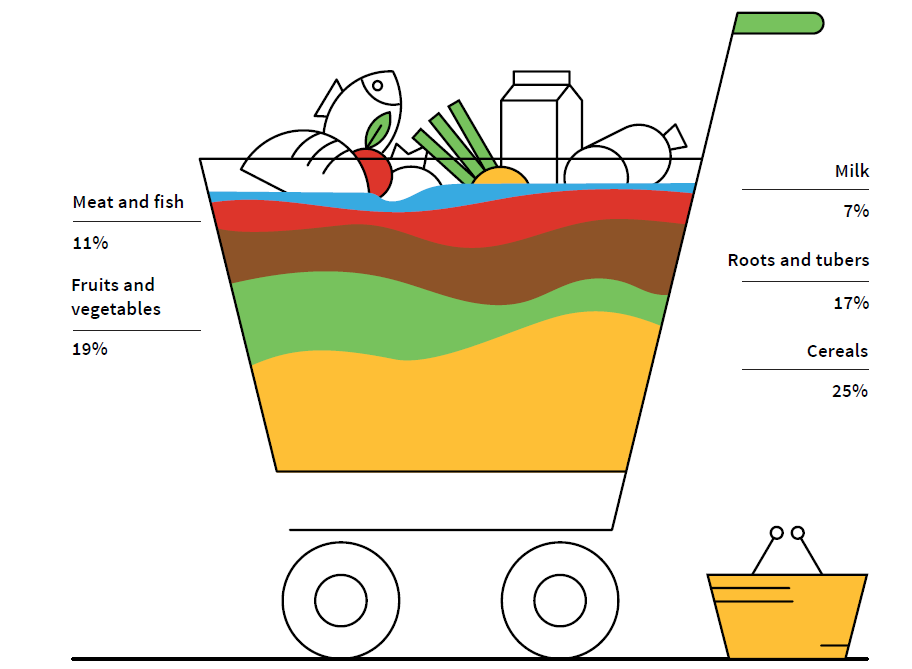 Meat and fish
11%
Fruits and
vegetables
19%
Milk
7%
Roots and tubers
17%
Cereals
25%